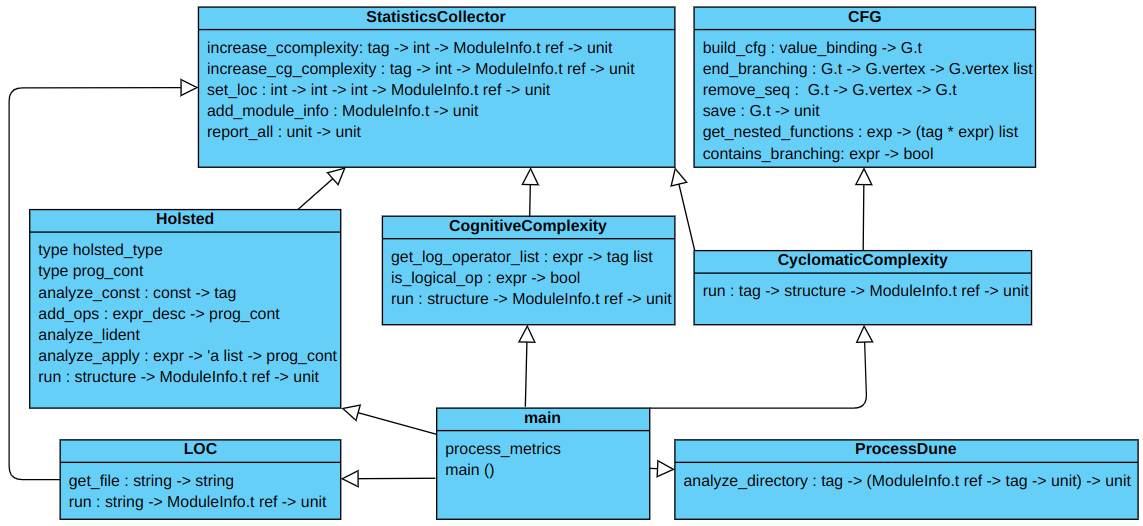 StatisticsCollector
increase_ccomplexity: tag -> int -> ModuleInfo.t ref -> unit
increase_cg_complexity : tag -> int -> ModuleInfo.t ref -> unit
set_loc : int -> int -> int -> ModuleInfo.t ref -> unit
add_module_info : ModuleInfo.t -> unit
report_all : unit -> unit
CFG
build_cfg : value_binding -> G.t
end_branching : G.t -> G.vertex -> G.vertex list
remove_seq :  G.t -> G.vertex -> G.t
save : G.t -> unit
get_nested_functions : exp -> (tag * expr) list
contains_branching: expr -> bool
Holsted
type holsted_type
type prog_cont
analyze_const : const -> tag
add_ops : expr_desc -> prog_cont
analyze_lident
analyze_apply : expr -> 'a list -> prog_cont
run : structure -> ModuleInfo.t ref -> unit
CognitiveComplexity
get_log_operator_list : expr -> tag list
is_logical_op : expr -> bool
run : structure -> ModuleInfo.t ref -> unit
CyclomaticComplexity
run : tag -> structure -> ModuleInfo.t ref -> unit
LOC
get_file : string -> string
run : string -> ModuleInfo.t ref -> unit
main
process_metrics
main ()
ProcessDune
analyze_directory : tag -> (ModuleInfo.t ref -> tag -> unit) -> unit